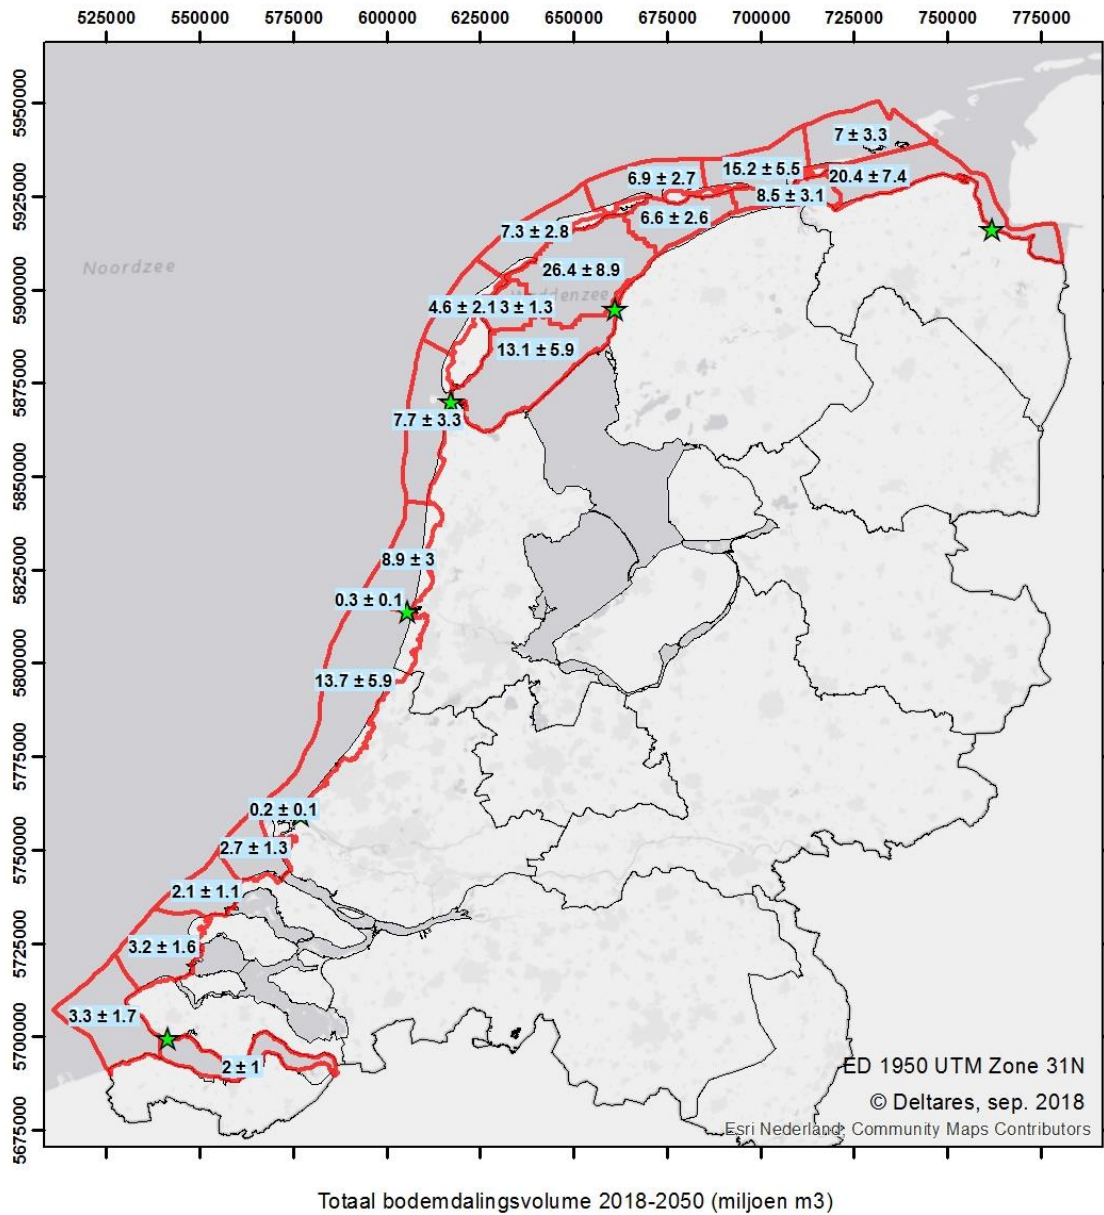 525000 550000 575000 600000 625000 650000 675000 700000 725000 750000 775000
5950000
5925000
5900000
5875000
5850000
5825000
5800000
5775000
5750000
5725000
5700000
5675000
7 ± 3.3
15.2 ± 5.5
20.4 ± 7.4
6.9 ± 2.7
8.5 ± 3.1
6.6 ± 2.6
7.3 ± 2.8
Noordzee
26.4 ± 8.9
4.6 ± 2.1 3 ± 1.3
13.1 ± 5.9
7.7 ± 3.3
8.9 ± 3
0.3 ± 0.1
13.7 ± 5.9
0.2 ± 0.1
2.7 ± 1.3
2.1 ± 1.1
3.2 ± 1.6
3.3 ± 1.7
2 ± 1
ED 1950 UTM Zone 31N
© Deltares, sep. 2018
Esri Nederland, Community Maps Contributors
Totaal bodemdalingsvolume 2018-2050 (miljoen m3)